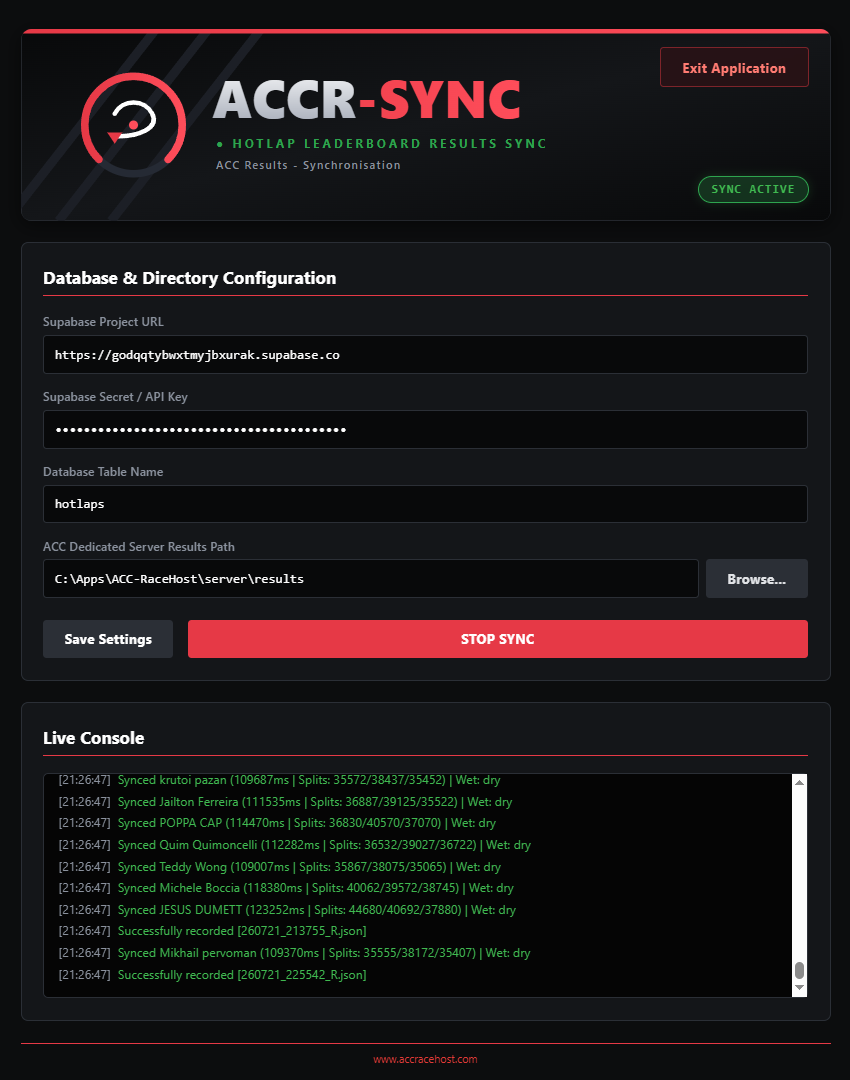 Exit Application
ACCR-SYNC
● HOTLAP LEADERBOARD RESULTS SYNC
ACC Results - Synchronisation
SYNC ACTIVE
Database & Directory Configuration
Supabase Project URL
https://godqqtybwxtmyjbxurak.supabase.co
Supabase Secret / API Key
•••••••••••••••••••••••••••••••••••••••••
Database Table Name
hotlaps
ACC Dedicated Server Results Path
C:\Apps\ACC-RaceHost\server\results
Browse...
Save Settings
STOP SYNC
Live Console
[21:26:47] Synced krutoi pazan (109687ms | Splits: 35572/38437/35452) | Wet: dry
[21:26:47] Synced Jailton Ferreira (111535ms | Splits: 36887/39125/35522) | Wet: dry
[21:26:47] Synced POPPA CAP (114470ms | Splits: 36830/40570/37070) | Wet: dry
[21:26:47] Synced Quim Quimoncelli (112282ms | Splits: 36532/39027/36722) | Wet: dry
[21:26:47] Synced Teddy Wong (109007ms | Splits: 35867/38075/35065) | Wet: dry
[21:26:47] Synced Michele Boccia (118380ms | Splits: 40062/39572/38745) | Wet: dry
[21:26:47] Synced JESUS DUMETT (123252ms | Splits: 44680/40692/37880) | Wet: dry
[21:26:47] Successfully recorded [260721_213755_R.json]
[21:26:47] Synced Mikhail pervoman (109370ms | Splits: 35555/38172/35407) | Wet: dry
[21:26:47] Successfully recorded [260721_225542_R.json]
www.accracehost.com